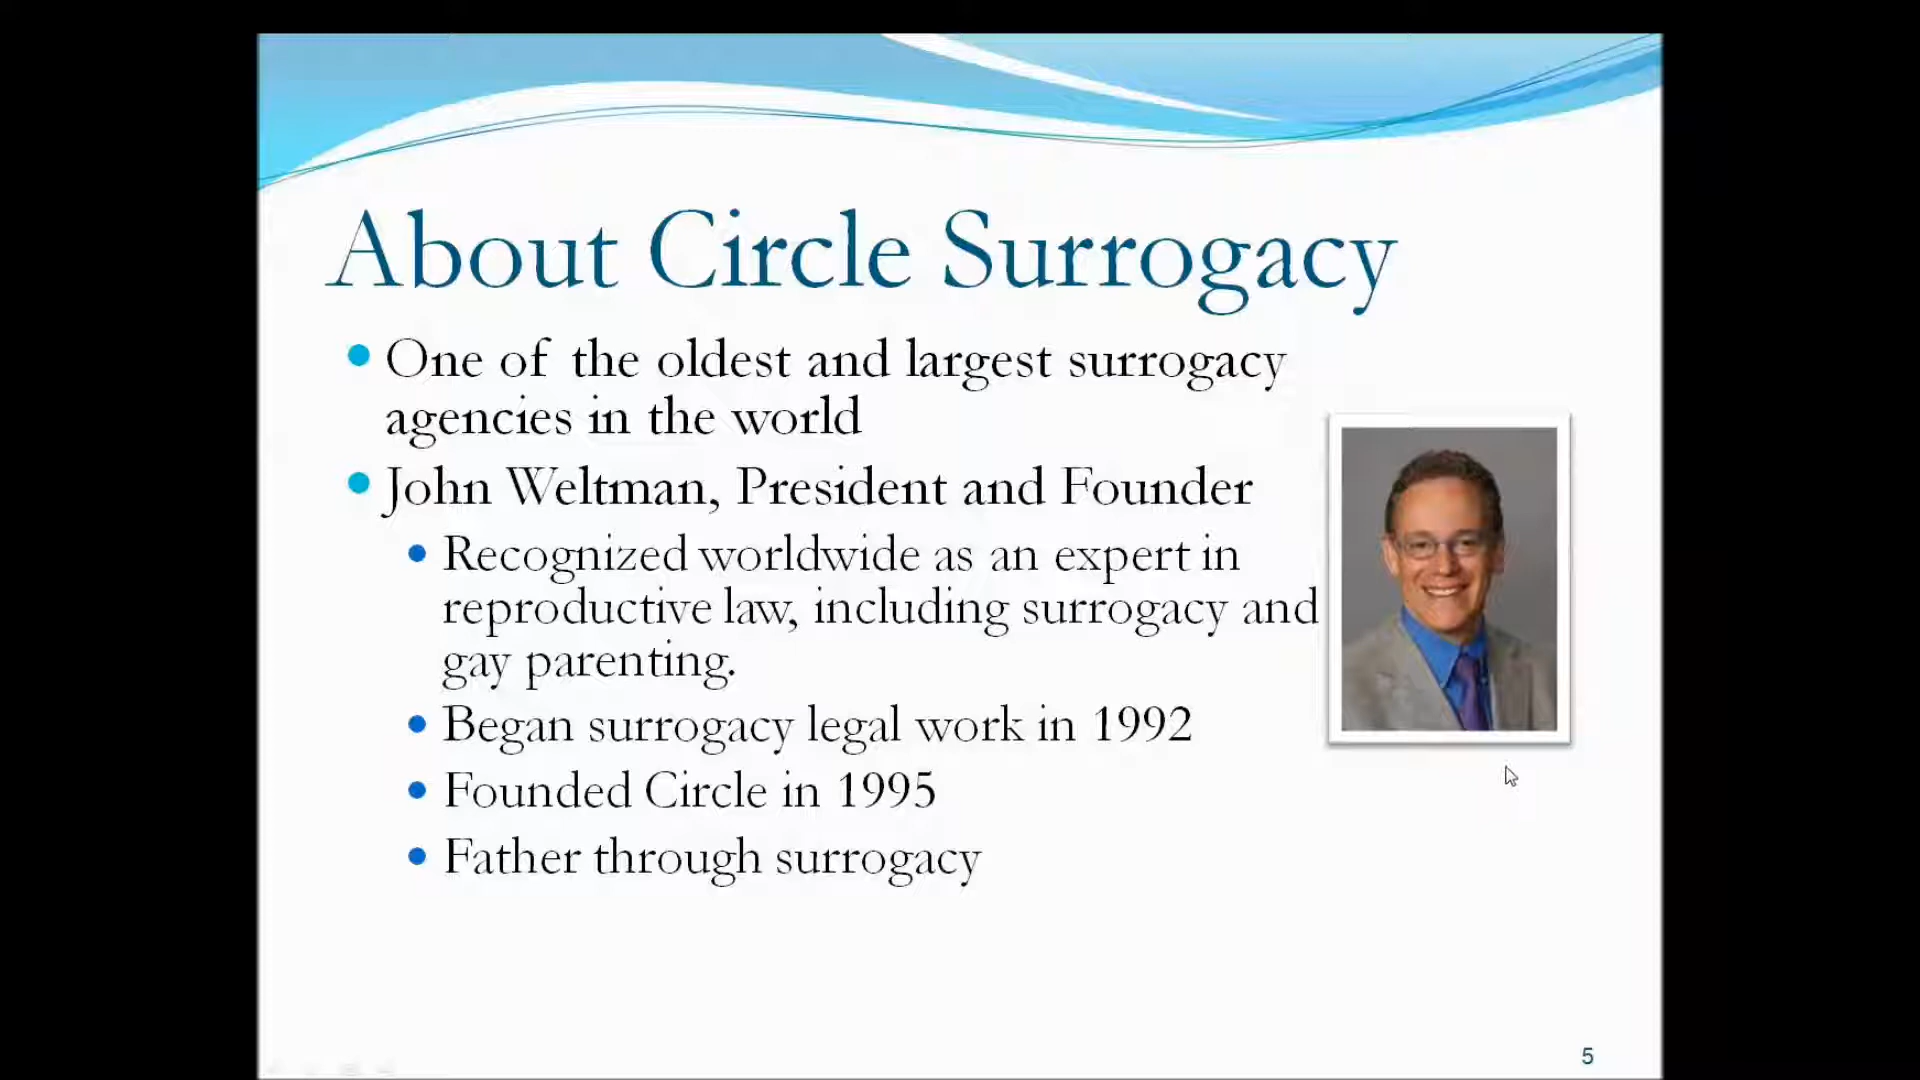 About Circle Surrogacy
One of the oldest and largest surrogacy
agencies in the world
John Weltman, President and Founder
Recognized worldwide as an expert in
reproductive law, including surrogacy and
gay parenting.
Began surrogacy legal work in 1992
Founded Circle in 1995
Father through surrogacy
5